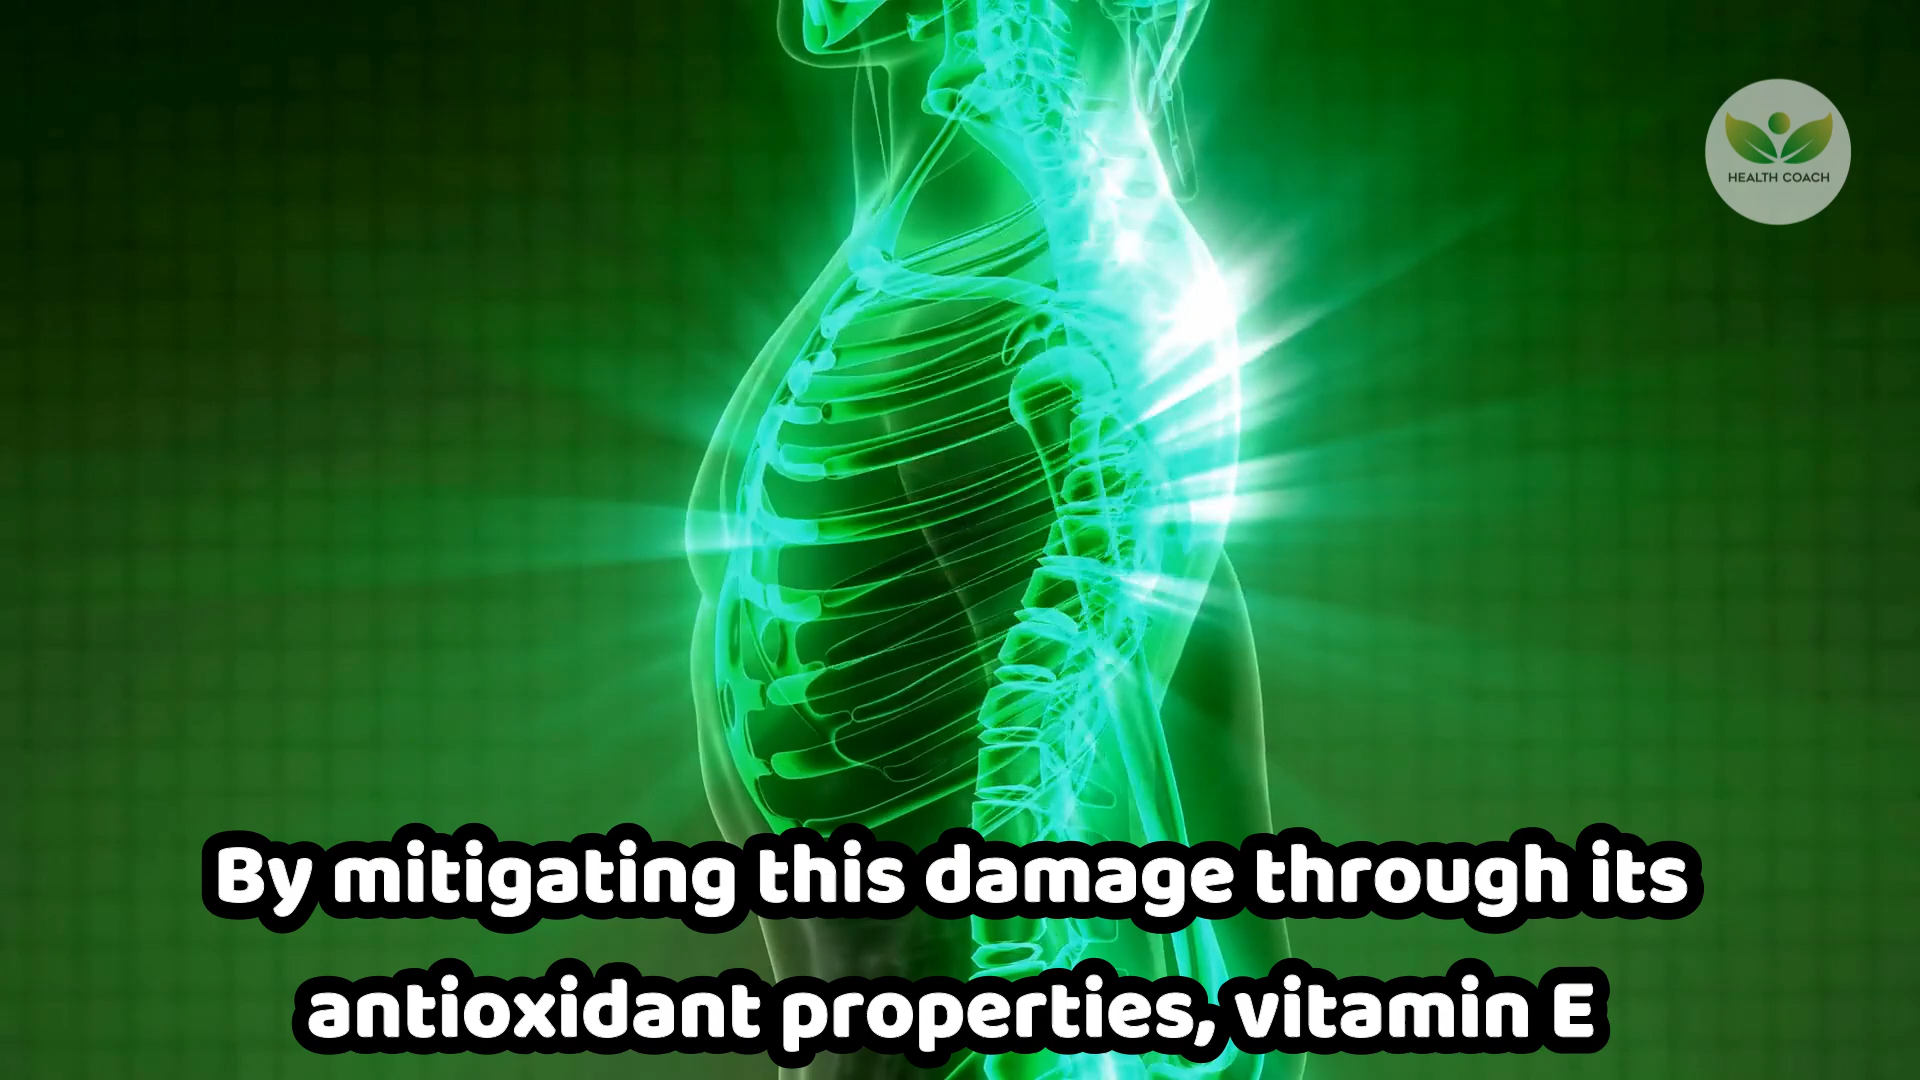 HEALTH COACH
By mitigating this damage through its
antioxidant properties, vitamin E